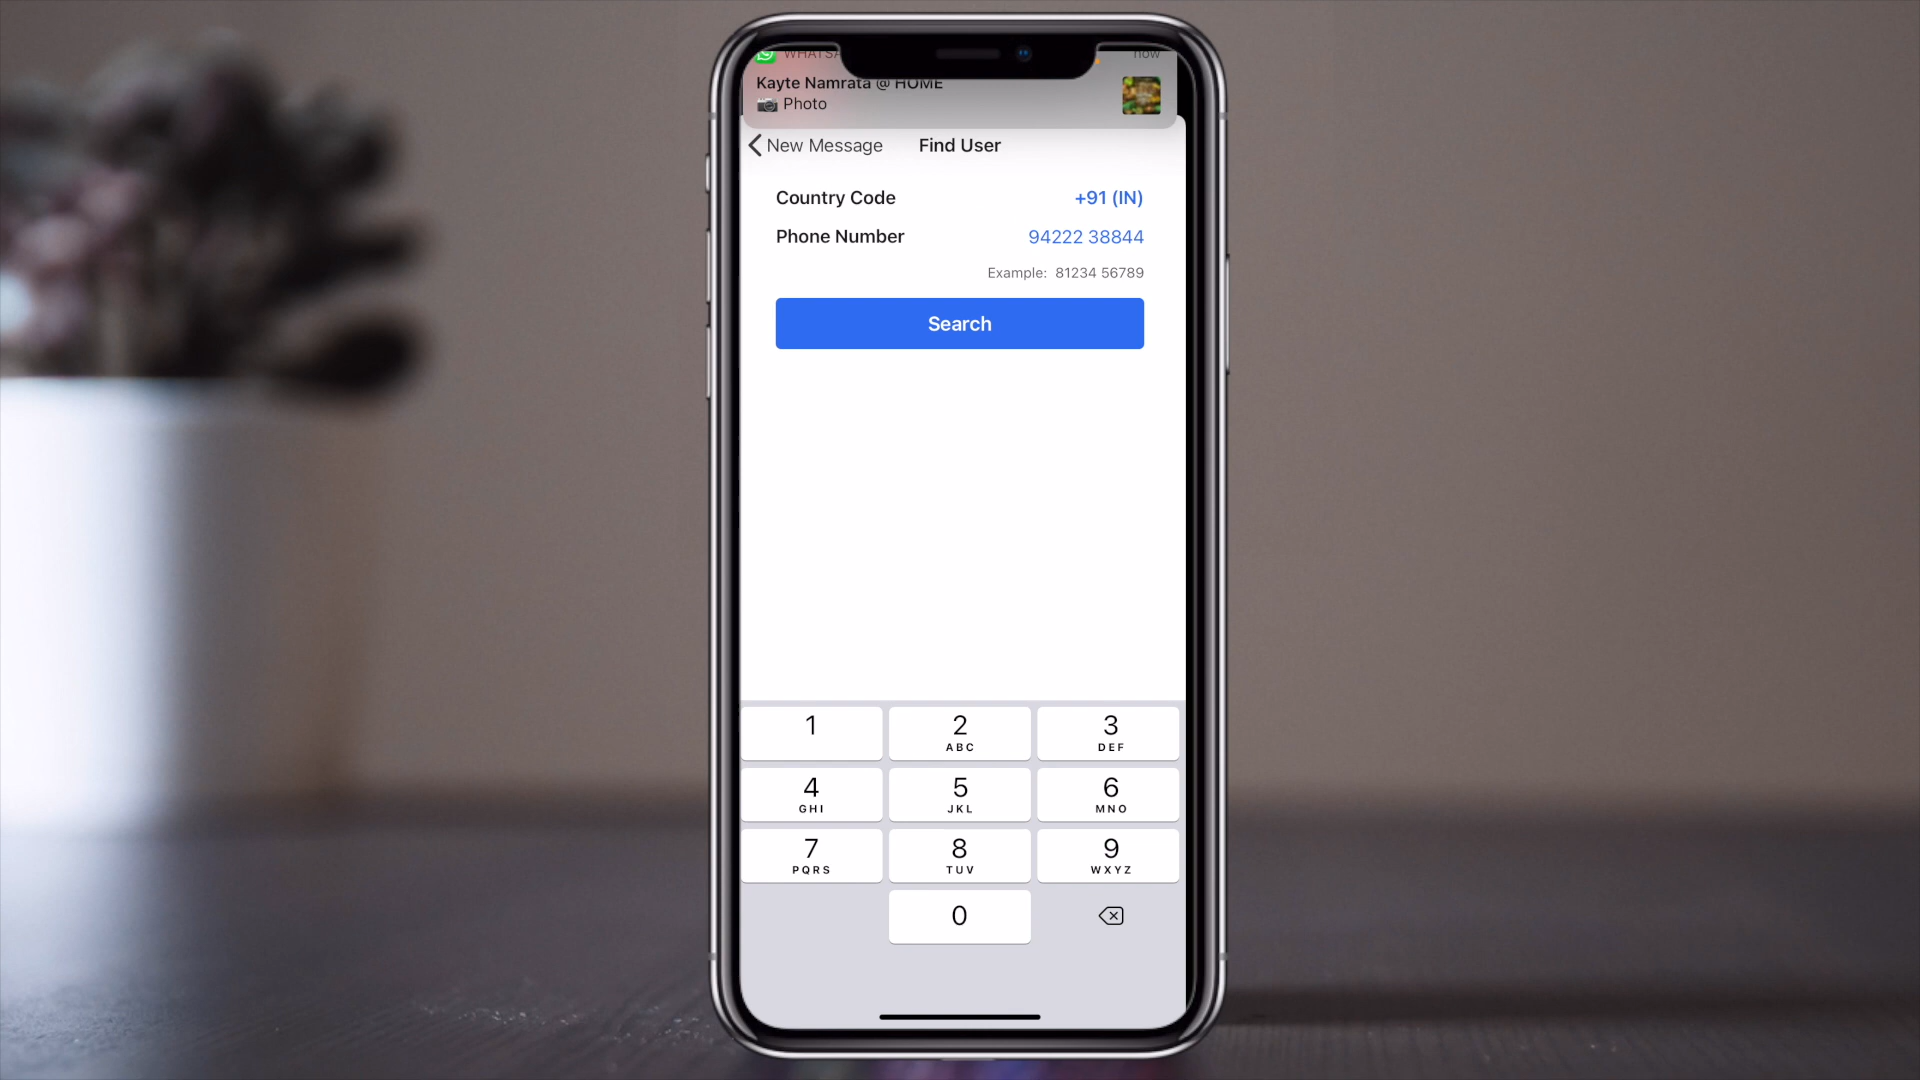 now
Kayte Namrata @ HOME
Photo
New Message
Find User
Country Code +91 (IN)
Phone Number 94222 38844
Example: 81234 56789
Search
1 2 3
ABC DEF
4 5 6
GHI JKL MNO
7 8 9
PQRS TUV WXYZ
0